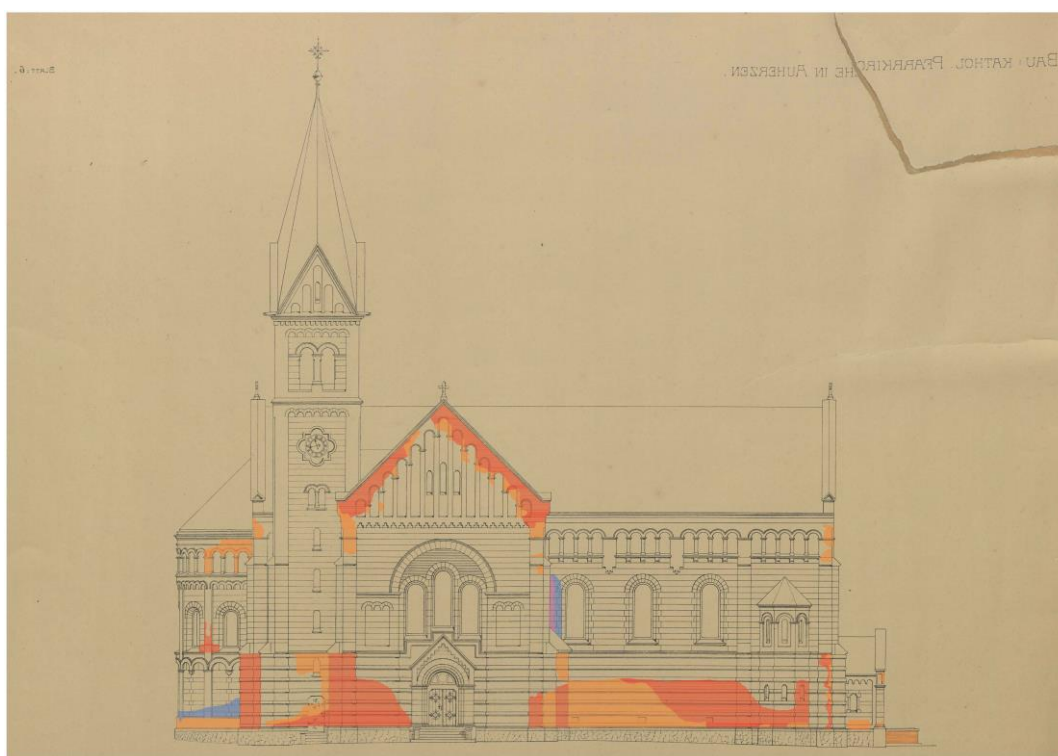 BLATT: 6.
BAU: KATHOL. PFARRKIRCHE IN AUHERZEN.